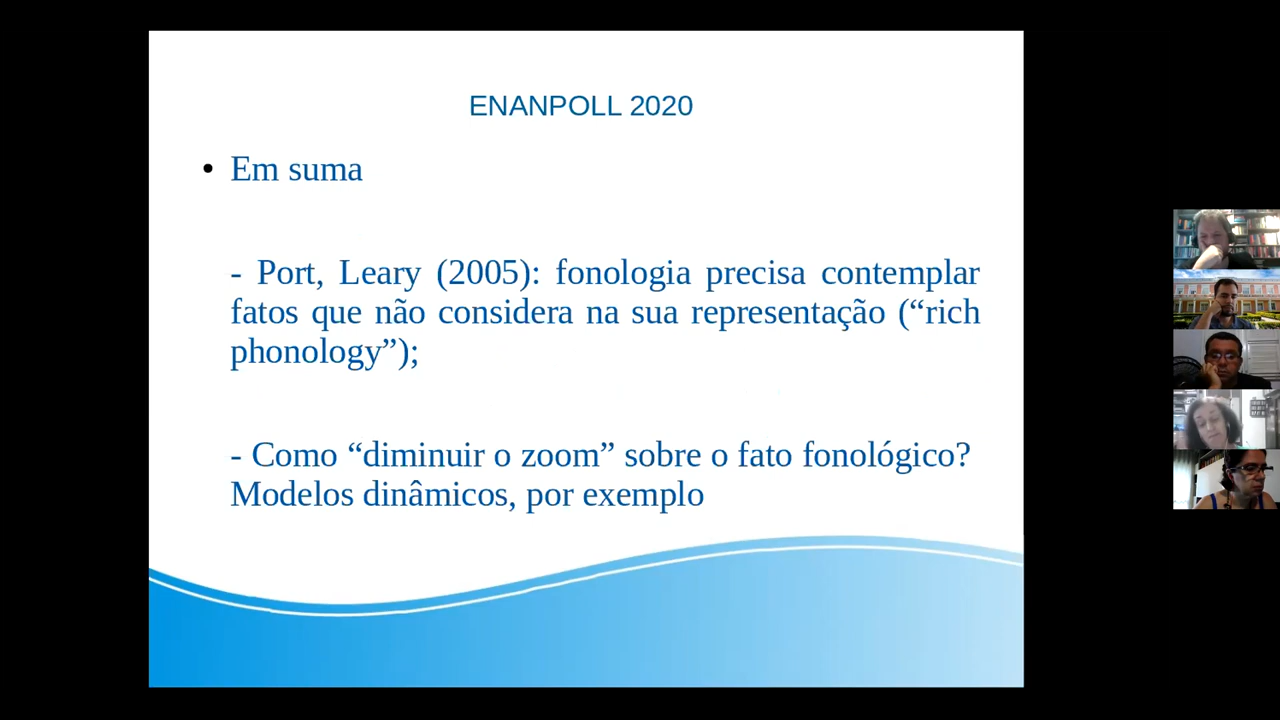 ENANPOLL 2020
• Em suma
- Port, Leary (2005): fonologia precisa contemplar
fatos que não considera na sua representação (“rich
phonology”);
- Como “diminuir o zoom” sobre o fato fonológico?
Modelos dinâmicos, por exemplo